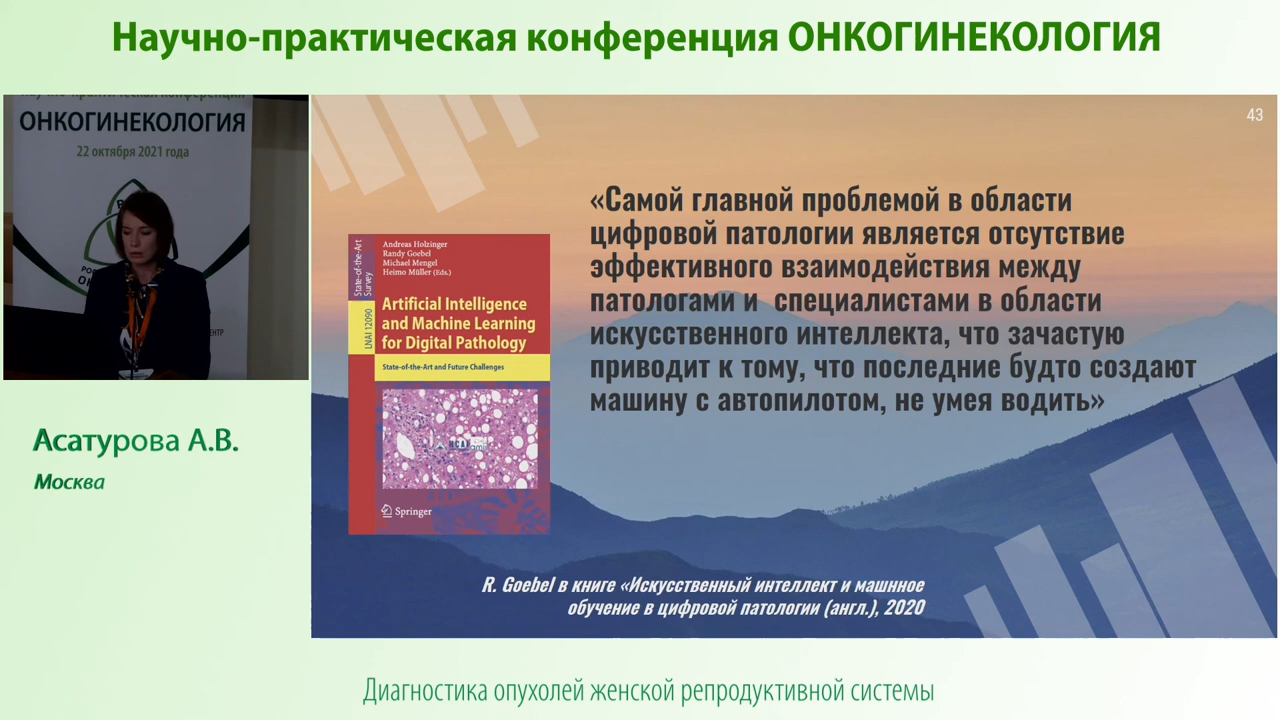 Научно-практическая конференция ОНКОГИНЕКОЛОГИЯ
научно-практическая конференция
ОНКОГИНЕКОЛОГИЯ
22 октября 2021 года
Асатурова А.В.
Москва
43
«Самой главной проблемой в области
цифровой патологии является отсутствие
эффективного взаимодействия между
патологами и специалистами в области
искусственного интеллекта, что зачастую
приводит к тому, что последние будто создают
машину с автопилотом, не умея водить»
State-of-the-Art
Survey
LNAI 12090
Andreas Holzinger
Randy Goebel
Michael Mengel
Heimo Müller (Eds.)
Artificial Intelligence
and Machine Learning
for Digital Pathology
State-of-the-Art and Future Challenges
Springer
R. Goebel в книге «Искусственный интеллект и машнное
обучение в цифровой патологии (англ.), 2020
Диагностика опухолей женской репродуктивной системы